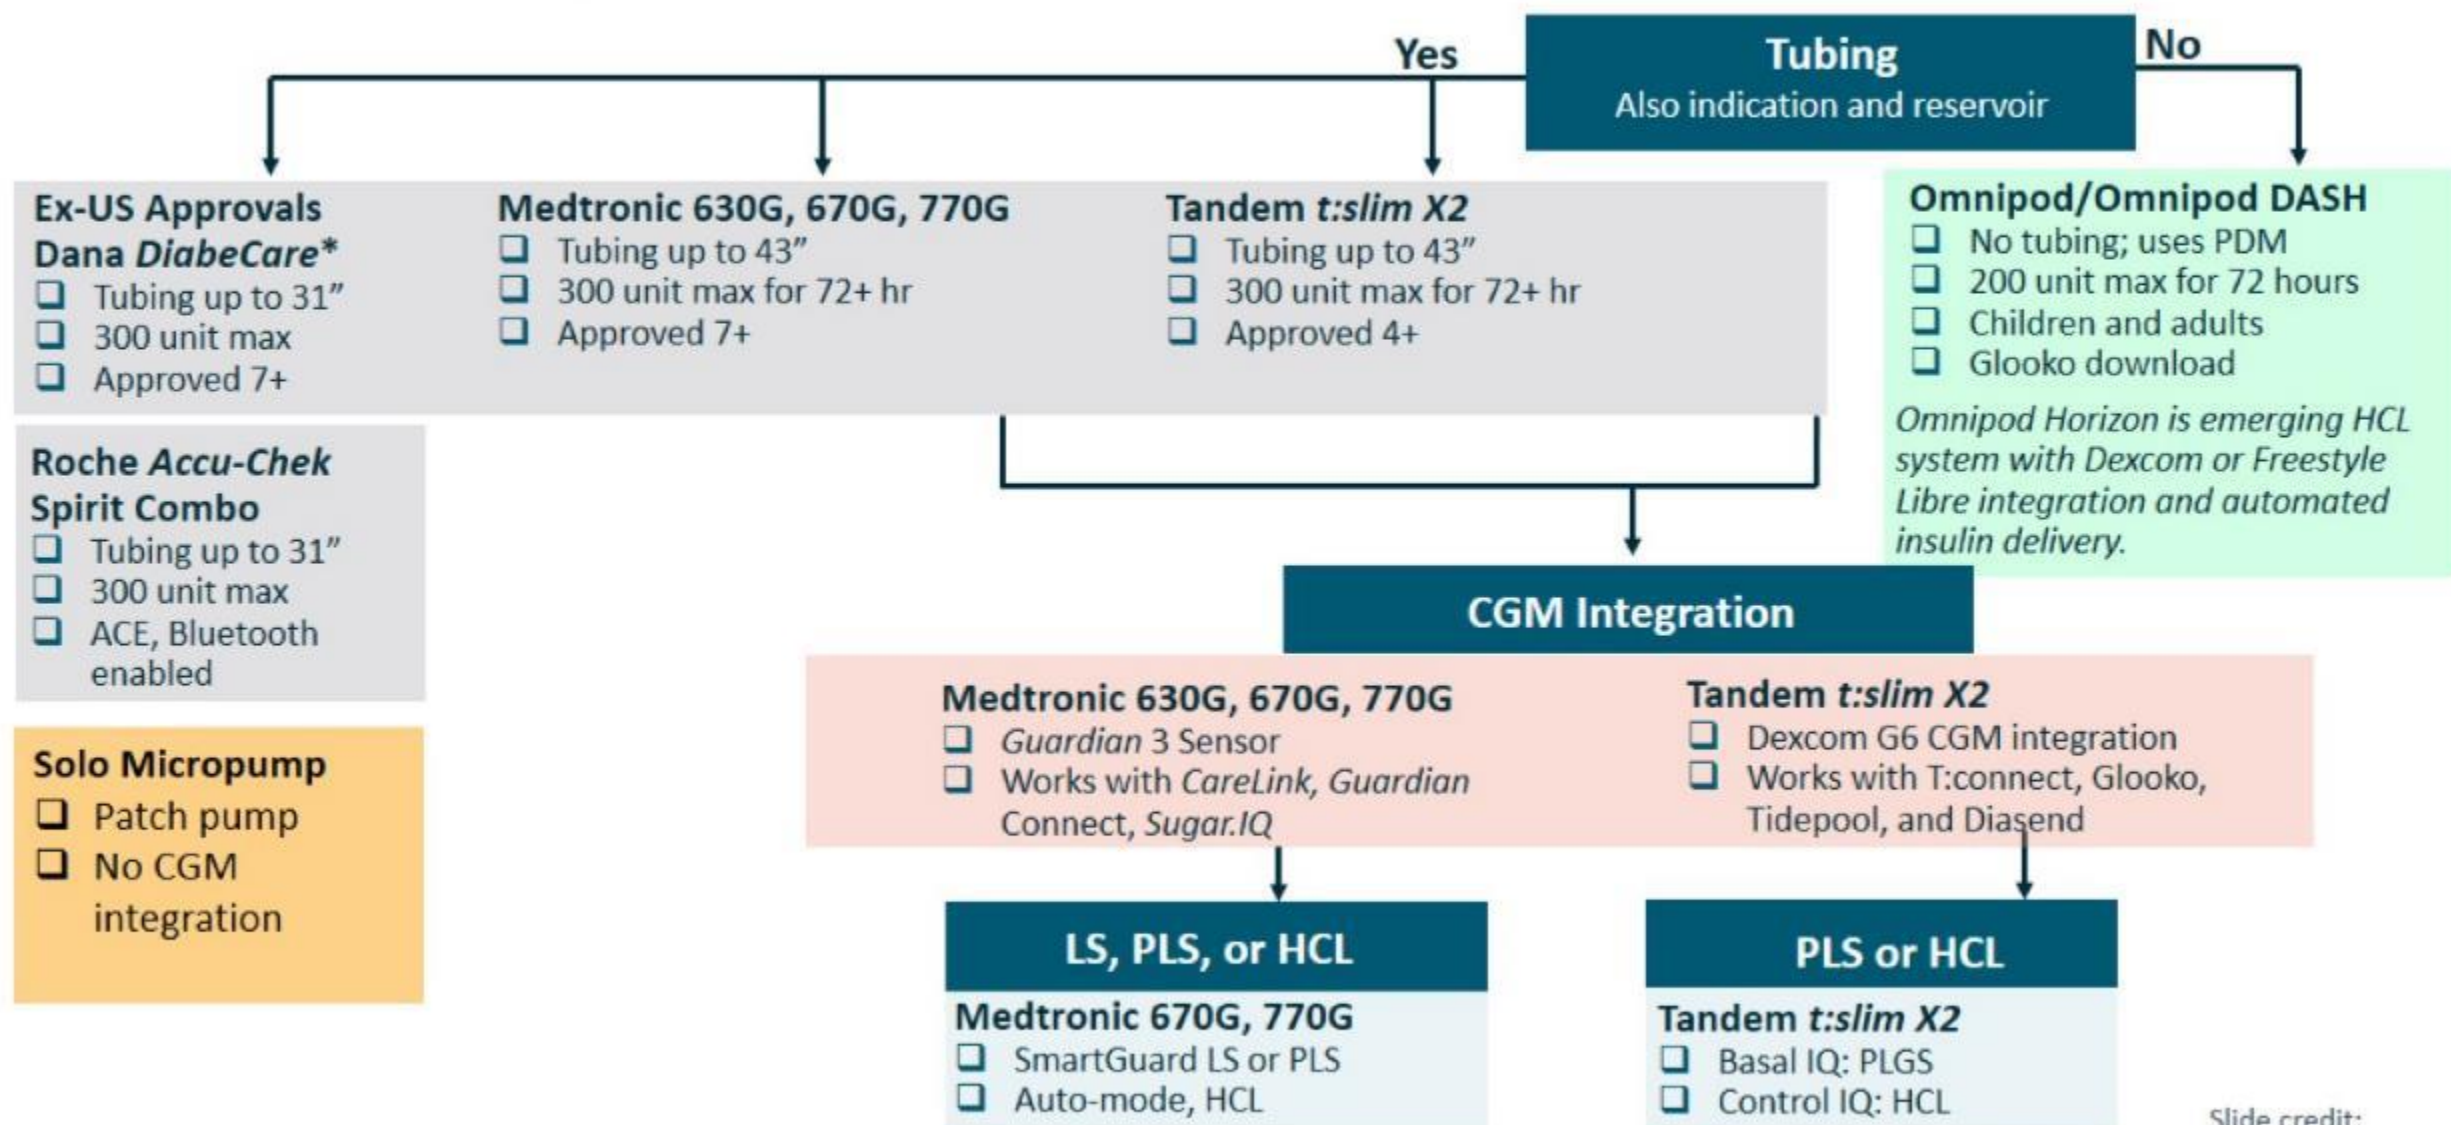 Yes
Tubing
Also indication and reservoir
No
Ex-US Approvals
Dana DiabeCare*
❑ Tubing up to 31”
❑ 300 unit max
❑ Approved 7+
Medtronic 630G, 670G, 770G
❑ Tubing up to 43”
❑ 300 unit max for 72+ hr
❑ Approved 7+
Tandem t:slim X2
❑ Tubing up to 43”
❑ 300 unit max for 72+ hr
❑ Approved 4+
Omnipod/Omnipod DASH
❑ No tubing; uses PDM
❑ 200 unit max for 72 hours
❑ Children and adults
❑ Glooko download
Omnipod Horizon is emerging HCL
system with Dexcom or Freestyle
Libre integration and automated
insulin delivery.
Roche Accu-Chek
Spirit Combo
❑ Tubing up to 31”
❑ 300 unit max
❑ ACE, Bluetooth
enabled
Solo Micropump
❑ Patch pump
❑ No CGM
integration
CGM Integration
Medtronic 630G, 670G, 770G
❑ Guardian 3 Sensor
❑ Works with CareLink, Guardian
Connect, Sugar.IQ
Tandem t:slim X2
❑ Dexcom G6 CGM integration
❑ Works with T:connect, Glooko,
Tidepool, and Diasend
LS, PLS, or HCL
Medtronic 670G, 770G
❑ SmartGuard LS or PLS
❑ Auto-mode, HCL
PLS or HCL
Tandem t:slim X2
❑ Basal IQ: PLGS
❑ Control IQ: HCL
Slide credit: